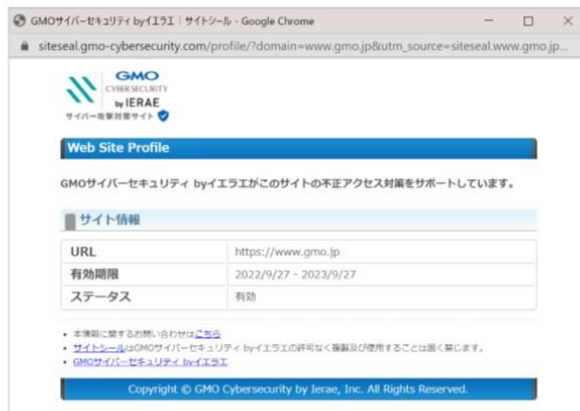 GMOサイバーセキュリティ byイエラエ | サイトシール - Google Chrome
siteseal.gmo-cybersecurity.com/profile/?domain=www.gmo.jp&utm_source=siteseal.www.gmo.jp...
GMO
CYBER SECURITY
by IERAE
サイバー攻撃対策サイト
Web Site Profile
GMOサイバーセキュリティ byイエラエがこのサイトの不正アクセス対策をサポートしています。
サイト情報
URL https://www.gmo.jp
有効期限 2022/9/27 - 2023/9/27
ステータス 有効
• 本情報に関するお問い合わせはこちら
• サイトシールはGMOサイバーセキュリティ byイエラエの許可なく複製及び使用することは固く禁じます。
• GMOサイバーセキュリティ byイエラエ
Copyright © GMO Cybersecurity by Ierae, Inc. All Rights Reserved.